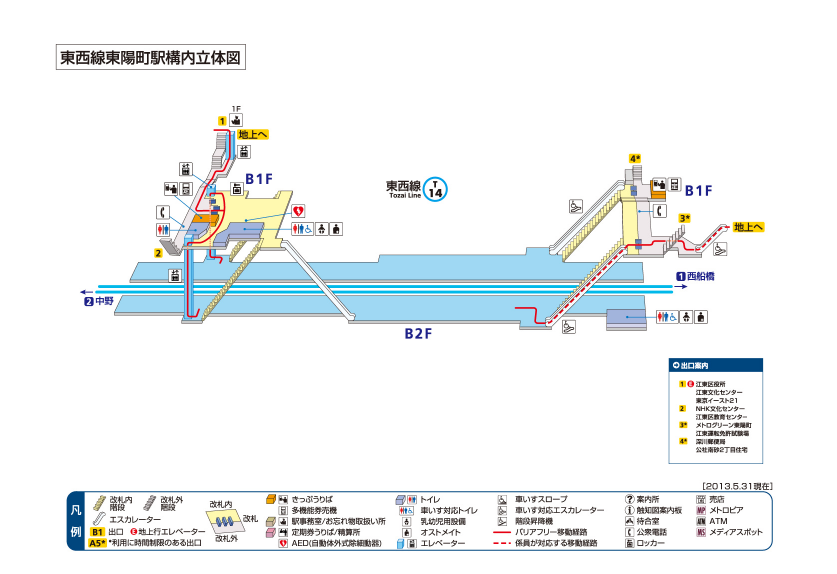 東西線東陽町駅構内立体図
1F
1
地上へ
B1F
東西線
Tozai Line
T
14
4*
B1F
3*
地上へ
2
1 西船橋
2 中野
B2F
出口案内
1 E 江東区役所
江東文化センター
東京イースト21
2 NHK文化センター
江東区教育センター
3* メトログリーン東陽町
江東運転免許試験場
4* 深川郵便局
公社南砂2丁目住宅
[2013.5.31現在]
凡例
改札内階段
改札外階段
エスカレーター
B1 出口 E 地上行エレベーター
A5* *利用に時間制限のある出口
改札内
改札
改札外
きっぷうりば
多機能券売機
駅事務室/お忘れ物取扱い所
定期券うりば/精算所
AED(自動体外式除細動器)
トイレ
車いす対応トイレ
乳幼児用設備
オストメイト
エレベーター
車いすスロープ
車いす対応エスカレーター
階段昇降機
バリアフリー移動経路
係員が対応する移動経路
? 案内所
触知図案内板
待合室
公衆電話
ロッカー
売店
MP メトロピア
ATM ATM
MS メディアスポット